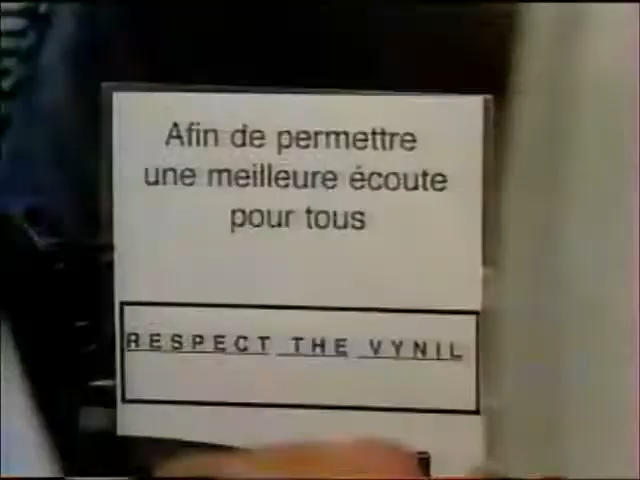 Afin de permettre
une meilleure écoute
pour tous
RESPECT THE VYNIL